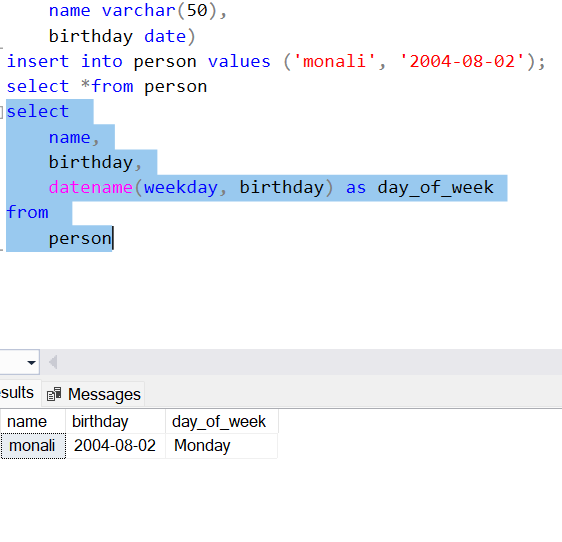 name varchar(50),
birthday date)
insert into person values ('monali', '2004-08-02');
select *from person
select
name,
birthday,
datename(weekday, birthday) as day_of_week
from
person
esults Messages
name birthday day_of_week
monali 2004-08-02 Monday